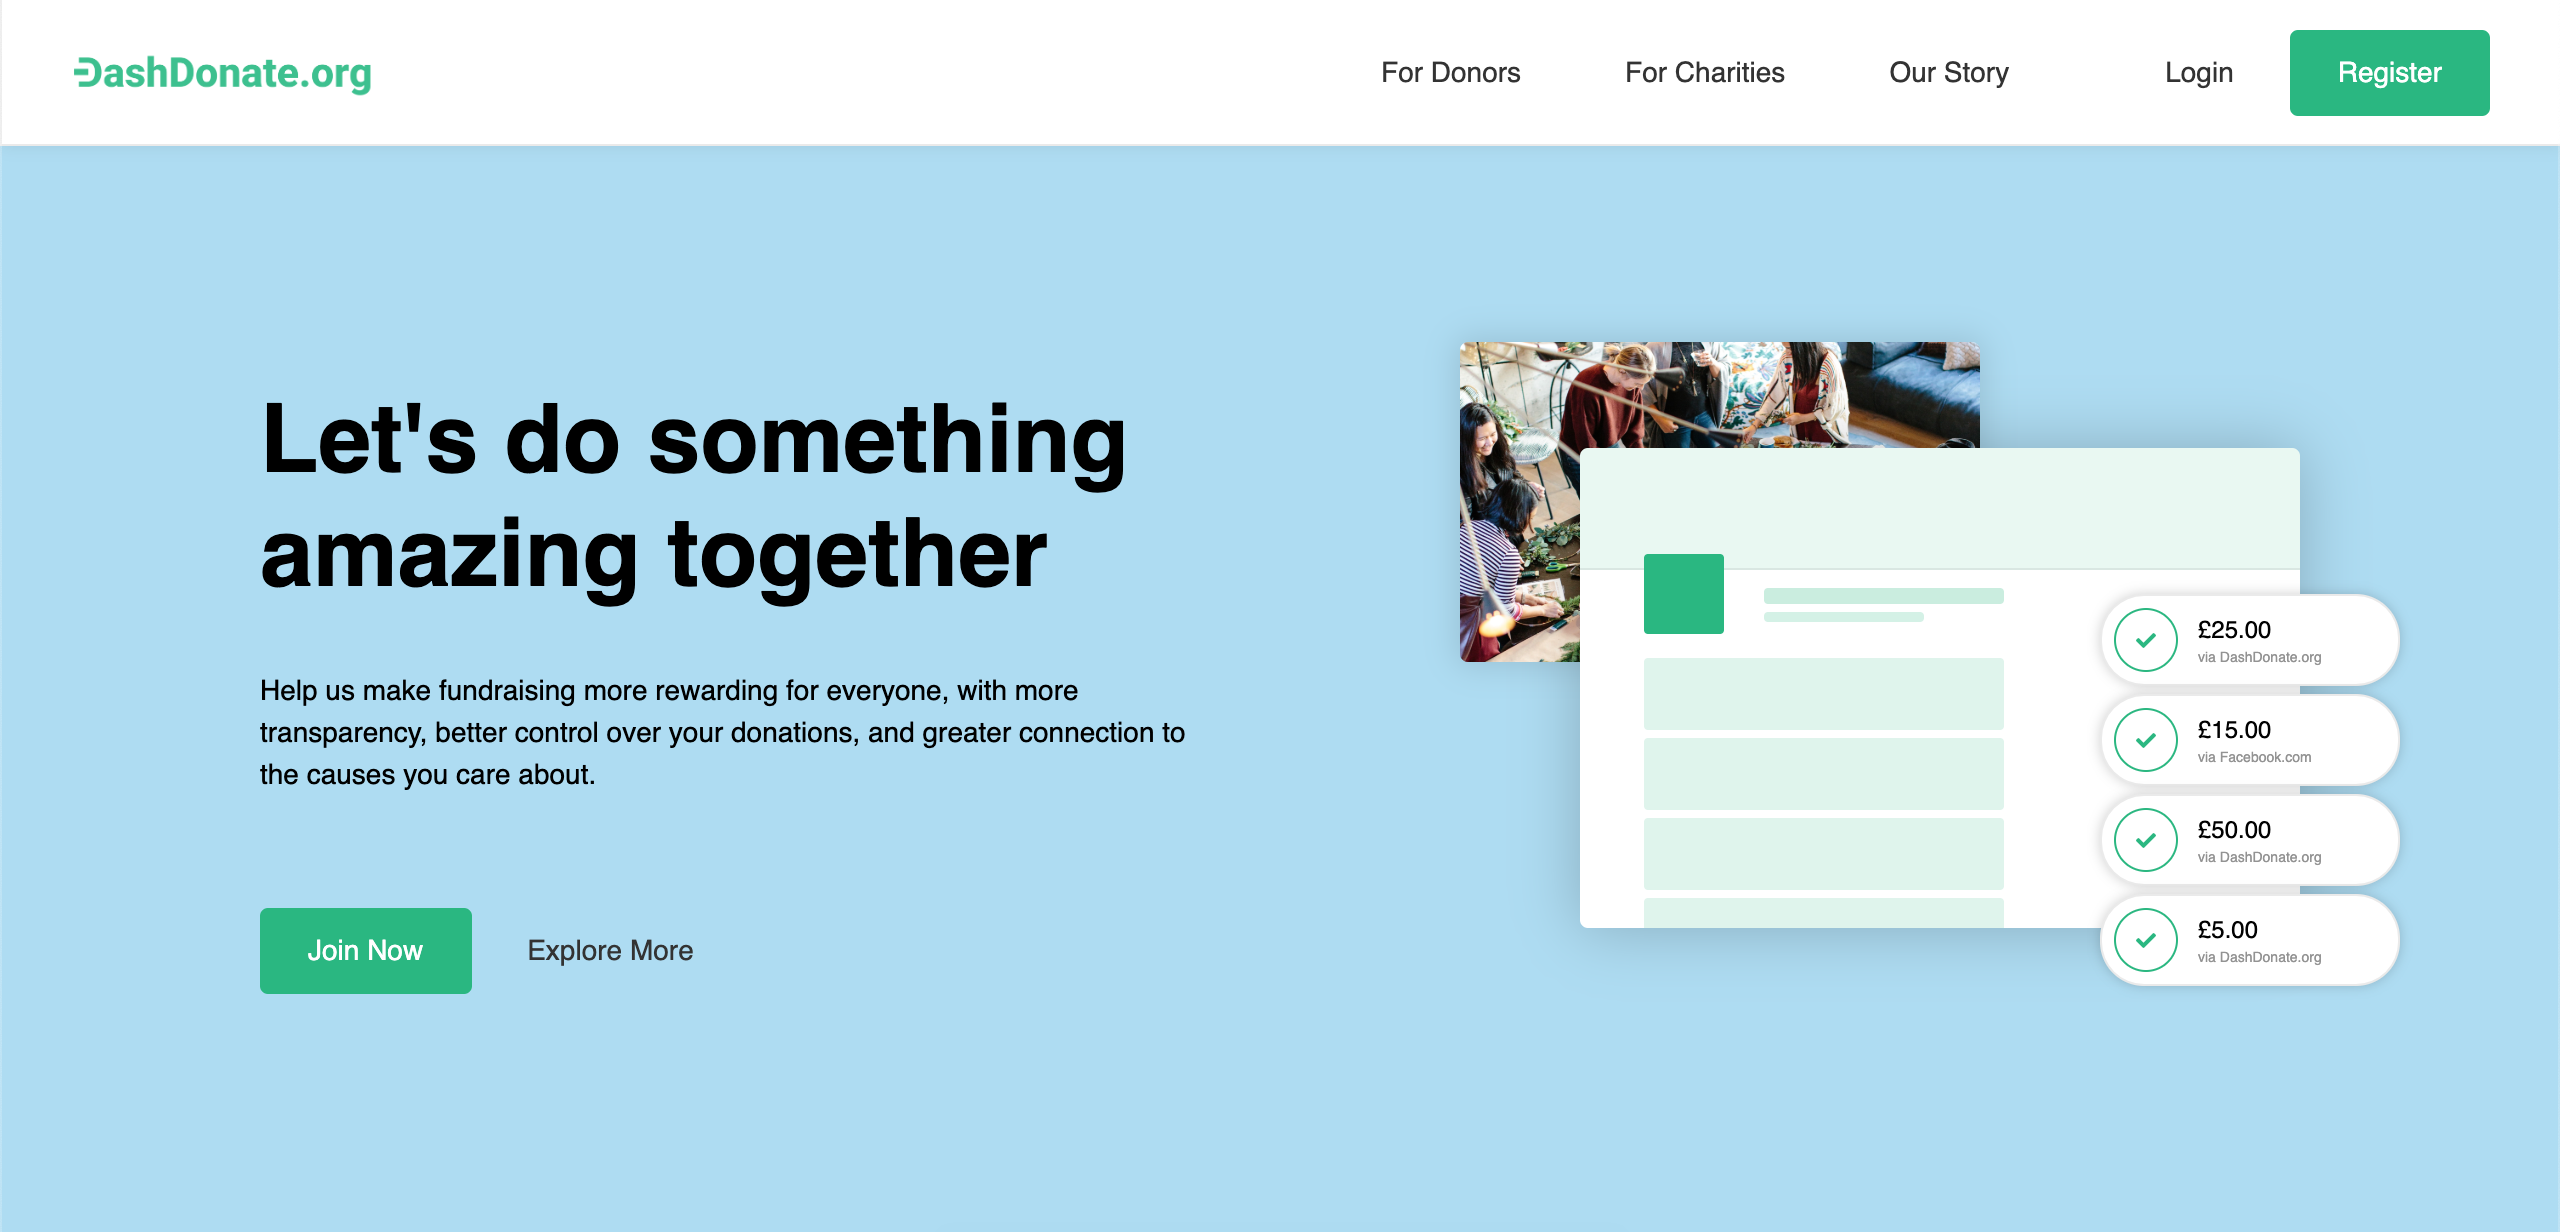 DashDonate.org
For Donors
For Charities
Our Story
Login
Register
Let's do something
amazing together
Help us make fundraising more rewarding for everyone, with more
transparency, better control over your donations, and greater connection to
the causes you care about.
Join Now
Explore More
£25.00
via DashDonate.org
£15.00
via Facebook.com
£50.00
via DashDonate.org
£5.00
via DashDonate.org